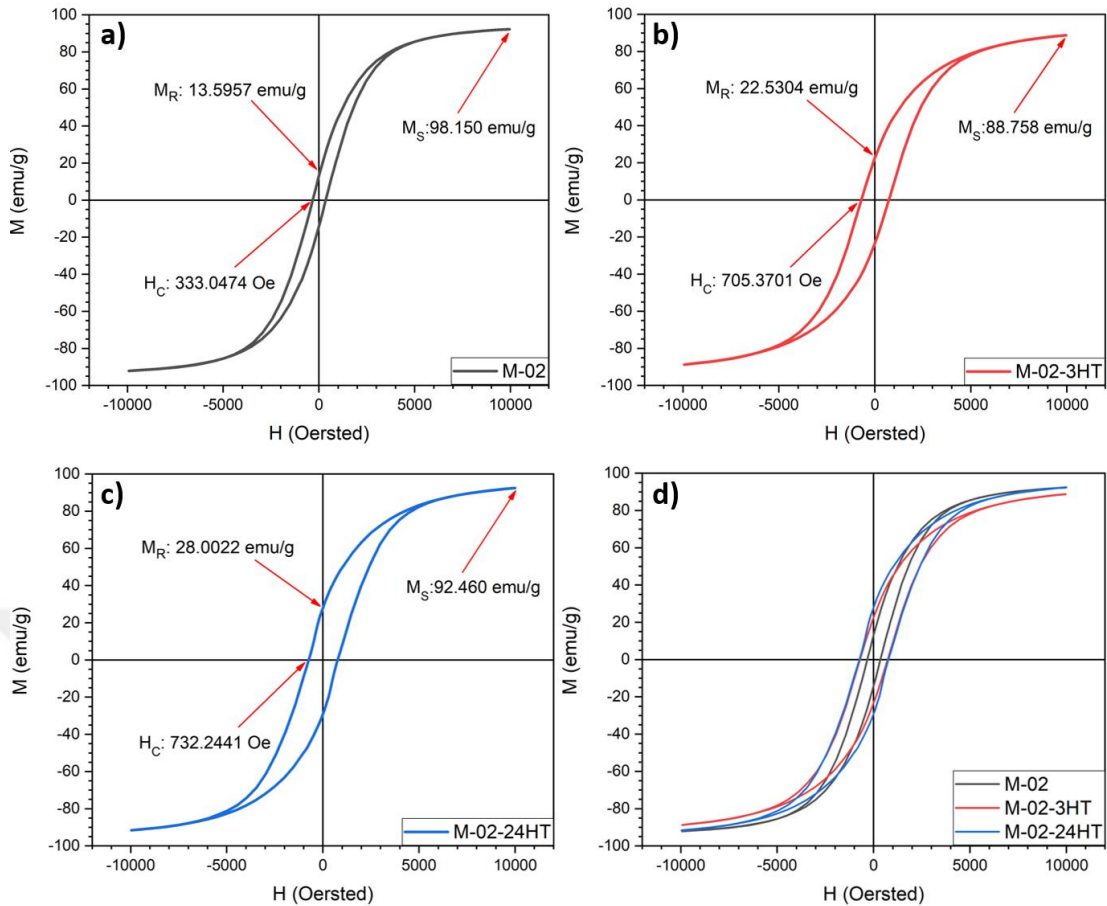 a)
100
80
60
40
20
0
-20
-40
-60
-80
-100
M (emu/g)
M_R: 13.5957 emu/g
M_S:98.150 emu/g
H_C: 333.0474 Oe
M-02
-10000 -5000 0 5000 10000
H (Oersted)
b)
100
80
60
40
20
0
-20
-40
-60
-80
-100
M (emu/g)
M_R: 22.5304 emu/g
M_S:88.758 emu/g
H_C: 705.3701 Oe
M-02-3HT
-10000 -5000 0 5000 10000
H (Oersted)
c)
100
80
60
40
20
0
-20
-40
-60
-80
-100
M (emu/g)
M_R: 28.0022 emu/g
M_S:92.460 emu/g
H_C: 732.2441 Oe
M-02-24HT
-10000 -5000 0 5000 10000
H (Oersted)
d)
100
80
60
40
20
0
-20
-40
-60
-80
-100
M (emu/g)
M-02
M-02-3HT
M-02-24HT
-10000 -5000 0 5000 10000
H (Oersted)